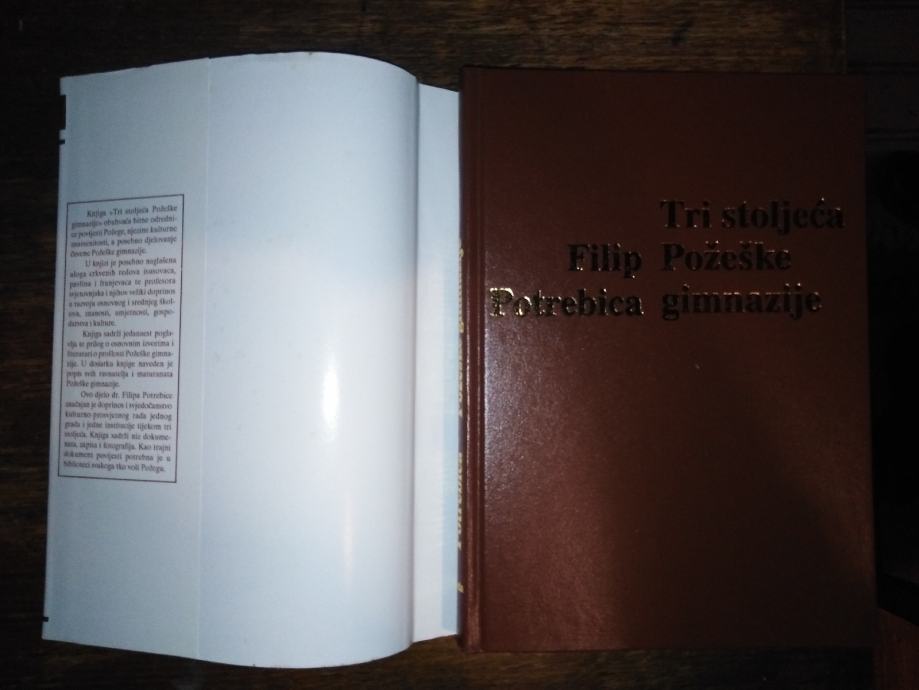 Knjiga »Tri stoljeća Požeške
gimnazije« obuhvaća bitne odredni-
ce povijesti Požege, njezine kulturne
znamenitosti, a posebno djelovanje
čuvene Požeške gimnazije.
U knjizi je posebno naglašena
uloga crkvenih redova isusovaca,
pavlina i franjevaca te profesora
svjetovnjaka i njihov veliki doprinos
u razvoju osnovnog i srednjeg škol-
stva, znanosti, umjetnosti, gospo-
darstva i kulture.
Knjiga sadrži jedanaest pogla-
vlja te prilog o osnovnim izvorima i
literaturi o prošlosti Požeške gimna-
zije. U dodatku knjige naveden je
popis svih ravnatelja i maturanata
Požeške gimnazije.
Ovo djelo dr. Filipa Potrebice
značajan je doprinos i svjedočanstvo
kulturno prosvjetnog rada jednog
grada i jedne institucije tijekom tri
stoljeća. Knjiga sadrži niz dokume-
nata, zapisa i fotografija. Kao trajni
dokument povijesti potrebna je u
biblioteci svakoga tko voli Požegu.
Tri stoljeća
Filip Požeške
Potrebica gimnazije